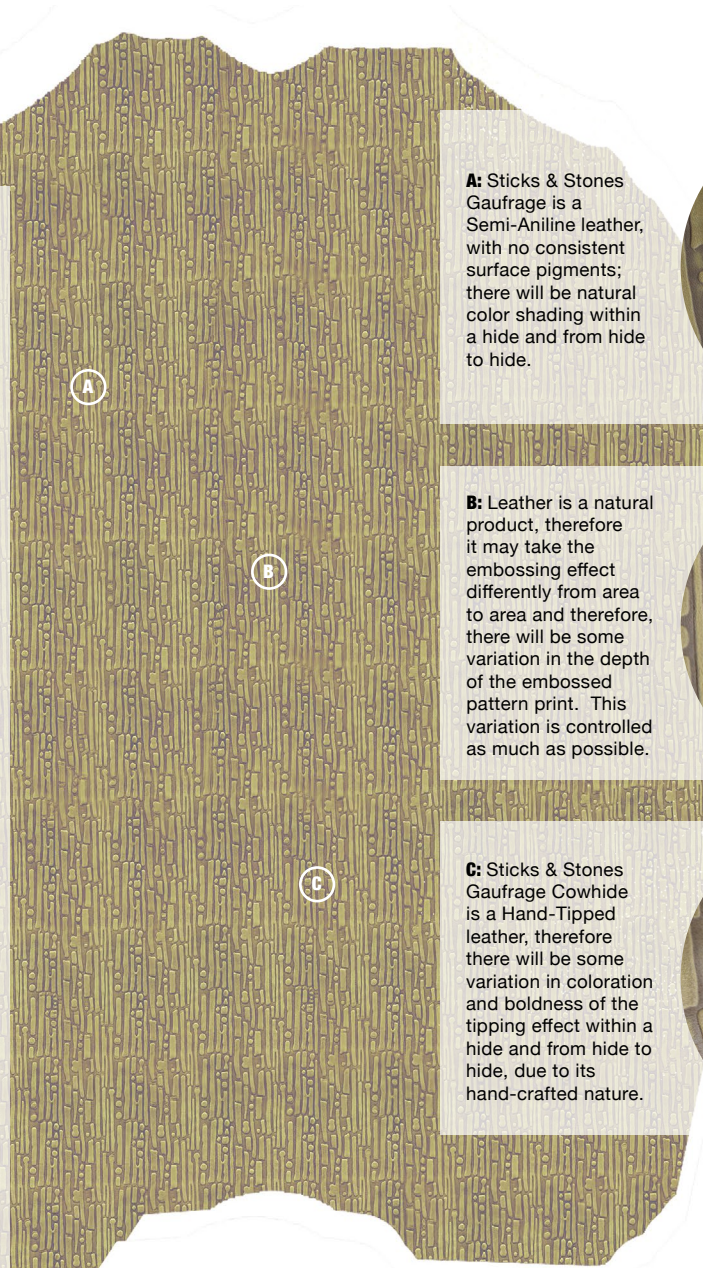 A: Sticks & Stones
Gaufrage is a
Semi-Aniline leather,
with no consistent
surface pigments;
there will be natural
color shading within
a hide and from hide
to hide.
A
B: Leather is a natural
product, therefore
it may take the
embossing effect
differently from area
to area and therefore,
there will be some
variation in the depth
of the embossed
pattern print.  This
variation is controlled
as much as possible.
B
C: Sticks & Stones
Gaufrage Cowhide
is a Hand-Tipped
leather, therefore
there will be some
variation in coloration
and boldness of the
tipping effect within a
hide and from hide to
hide, due to its
hand-crafted nature.
C